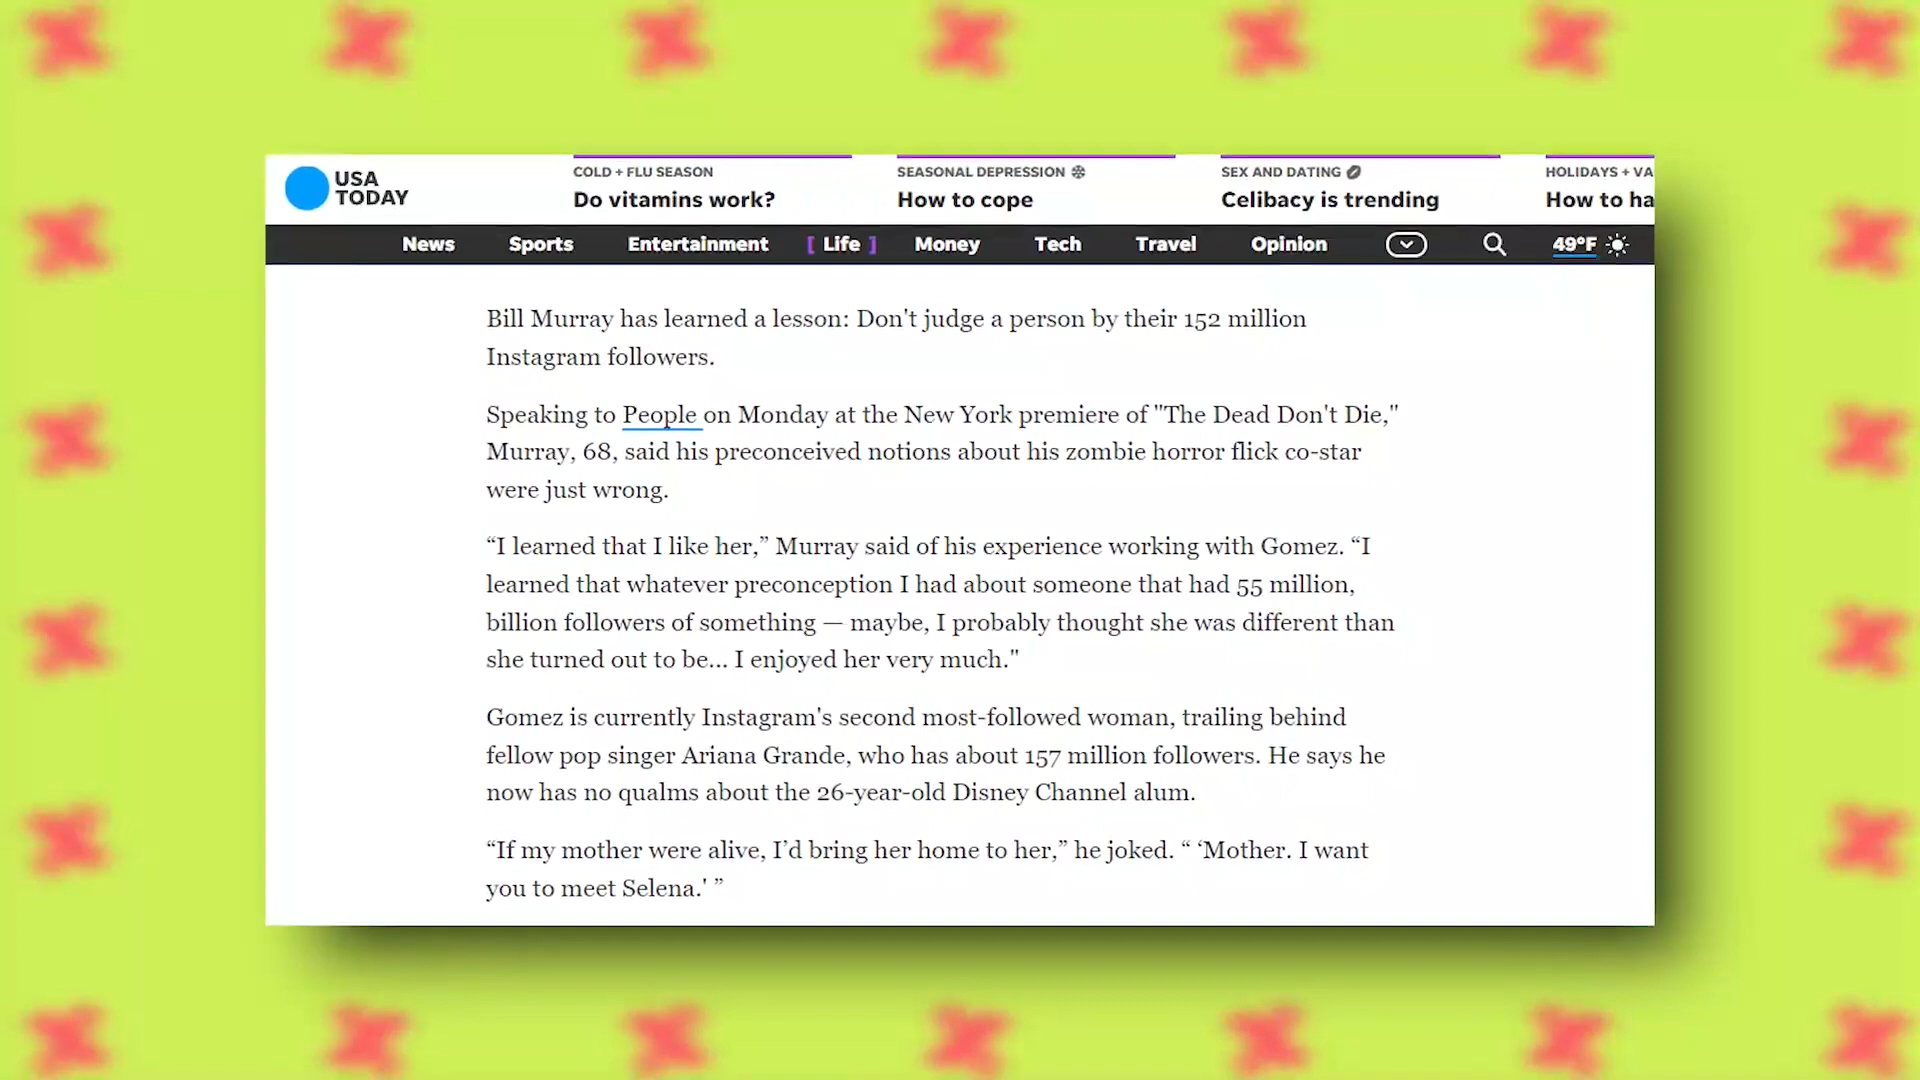 USA
TODAY
COLD + FLU SEASON
Do vitamins work?
SEASONAL DEPRESSION
How to cope
SEX AND DATING
Celibacy is trending
HOLIDAYS + VA
How to ha
News Sports Entertainment [ Life ] Money Tech Travel Opinion 49°F
Bill Murray has learned a lesson: Don't judge a person by their 152 million
Instagram followers.
Speaking to People on Monday at the New York premiere of "The Dead Don't Die,"
Murray, 68, said his preconceived notions about his zombie horror flick co-star
were just wrong.
“I learned that I like her,” Murray said of his experience working with Gomez. “I
learned that whatever preconception I had about someone that had 55 million,
billion followers of something — maybe, I probably thought she was different than
she turned out to be... I enjoyed her very much."
Gomez is currently Instagram's second most-followed woman, trailing behind
fellow pop singer Ariana Grande, who has about 157 million followers. He says he
now has no qualms about the 26-year-old Disney Channel alum.
“If my mother were alive, I’d bring her home to her,” he joked. “ ‘Mother. I want
you to meet Selena.' ”